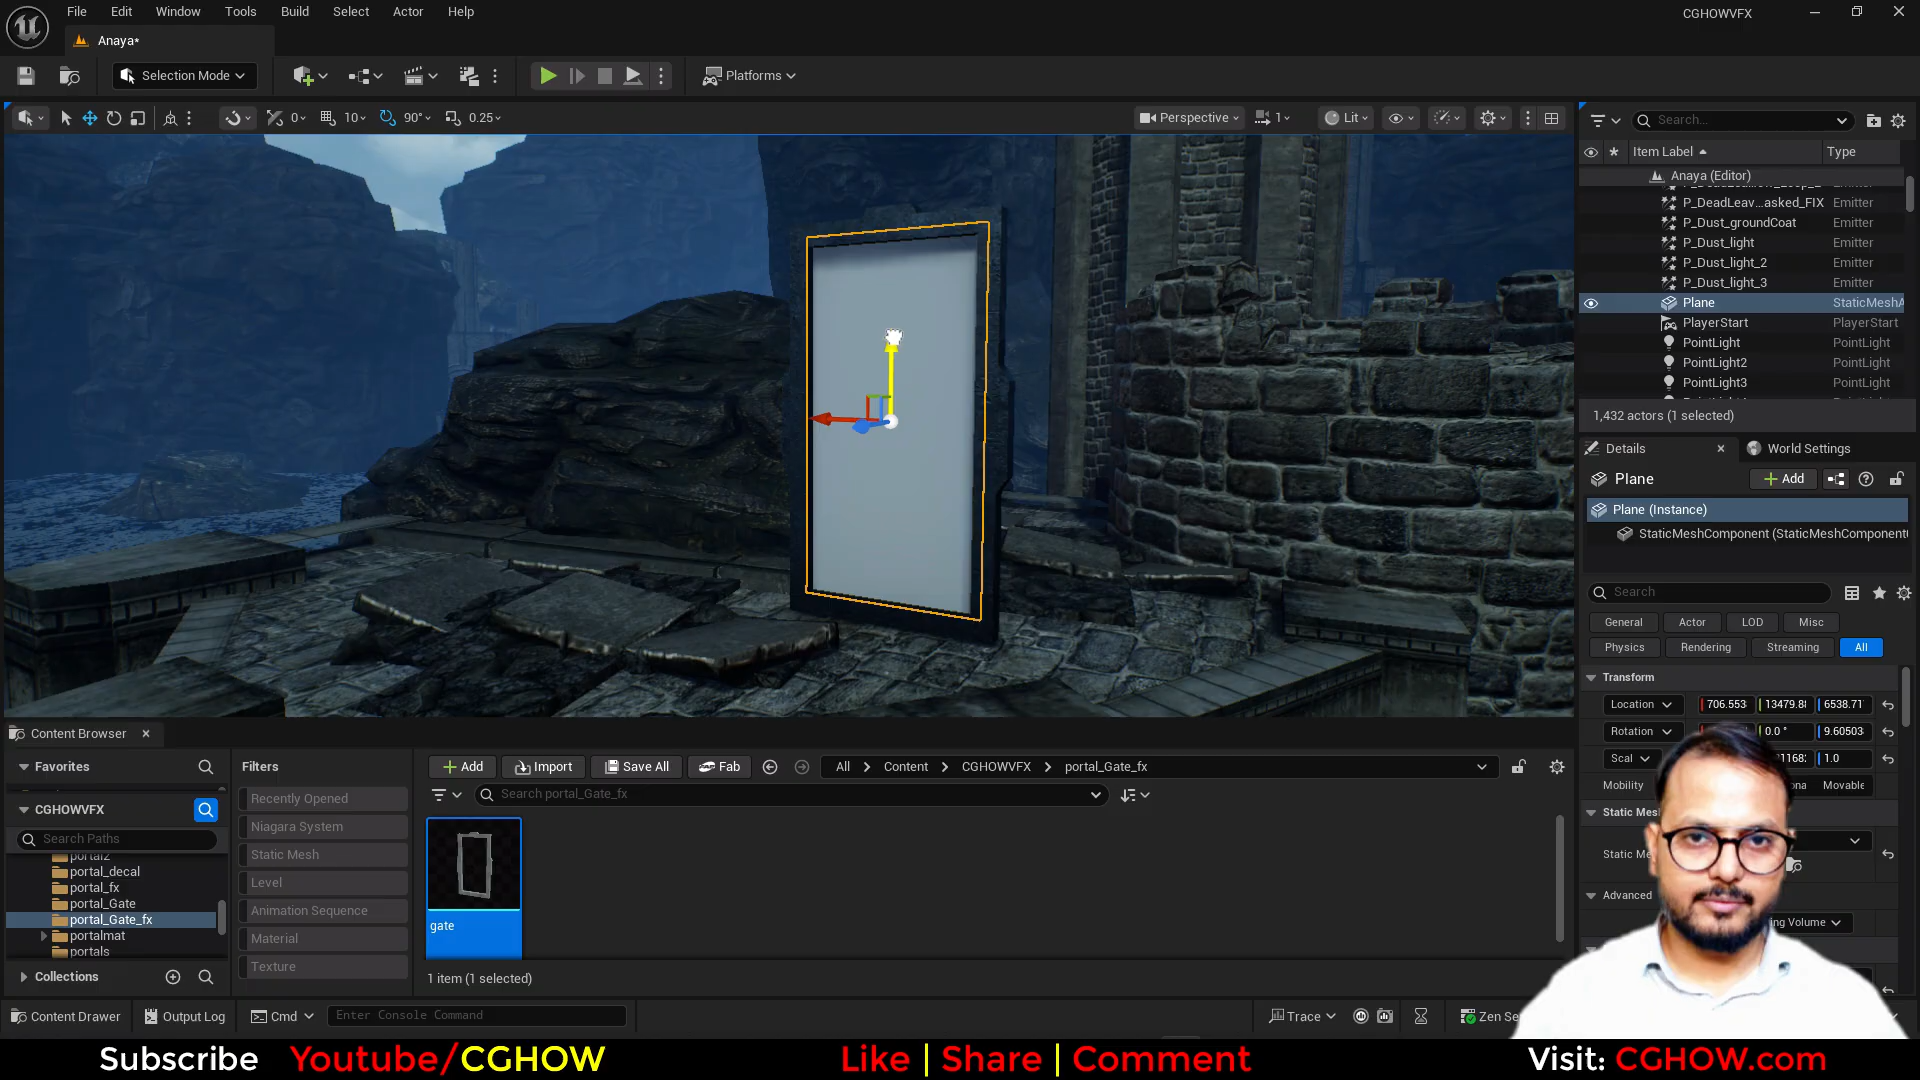 File Edit Window Tools Build Select Actor Help
CGHOWVFX
Anaya*
Selection Mode
Platforms
0 10 90° 0.25
Perspective 1 Lit
Search...
Item Label Type
Anaya (Editor)
P_DeadLeav...asked_FIX Emitter
P_Dust_groundCoat Emitter
P_Dust_light Emitter
P_Dust_light_2 Emitter
P_Dust_light_3 Emitter
Plane StaticMeshA
PlayerStart PlayerStart
PointLight PointLight
PointLight2 PointLight
PointLight3 PointLight
1,432 actors (1 selected)
Details World Settings
Plane Add
Plane (Instance)
StaticMeshComponent (StaticMeshComponent
Search
General Actor LOD Misc
Physics Rendering Streaming All
Transform
Location 706.553 13479.8 6538.71
Rotation 0.0 ° 9.60503
Scal 1.0
Mobility Movable
Static Mes
Static Me
Advanced
ing Volume
Content Browser
Favorites
CGHOWVFX
Search Paths
portal2
portal_decal
portal_fx
portal_Gate
portal_Gate_fx
portalmat
portals
Collections
Filters
Recently Opened
Niagara System
Static Mesh
Level
Animation Sequence
Material
Texture
Add Import Save All Fab All Content CGHOWVFX portal_Gate_fx
Search portal_Gate_fx
gate
1 item (1 selected)
Content Drawer Output Log Cmd Enter Console Command Trace Zen Se
Subscribe Youtube/CGHOW Like | Share | Comment Visit: CGHOW.com